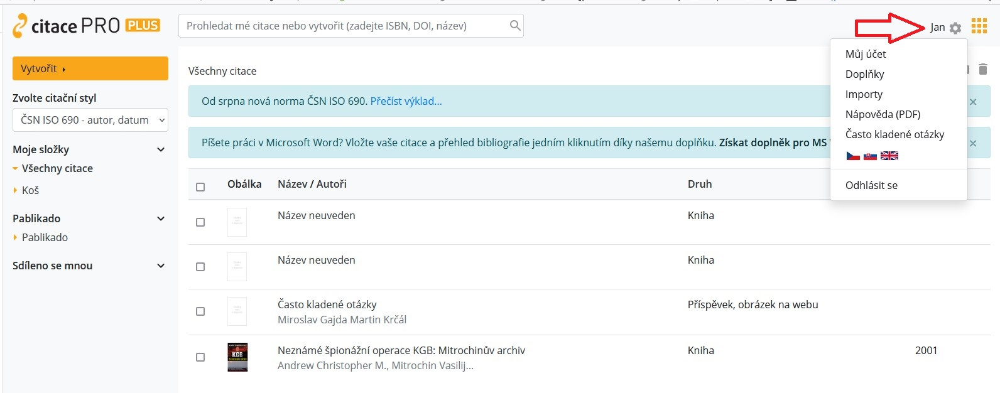 citace PRO PLUS
Prohledat mé citace nebo vytvořit (zadejte ISBN, DOI, název)
Jan
Můj účet
Doplňky
Importy
Nápověda (PDF)
Často kladené otázky
Odhlásit se
Vytvořit
Zvolte citační styl
ČSN ISO 690 - autor, datum
Moje složky
Všechny citace
Koš
Pablikado
Pablikado
Sdíleno se mnou
Všechny citace
Od srpna nová norma ČSN ISO 690. Přečíst výklad...
Píšete práci v Microsoft Word? Vložte vaše citace a přehled bibliografie jedním kliknutím díky našemu doplňku. Získat doplněk pro MS
Obálka Název / Autoři Druh
Název neuveden Kniha
Název neuveden Kniha
Často kladené otázky Příspěvek, obrázek na webu
Miroslav Gajda Martin Krčál
Neznámé špionážní operace KGB: Mitrochinův archiv Kniha 2001
Andrew Christopher M., Mitrochin Vasilij...
KGB